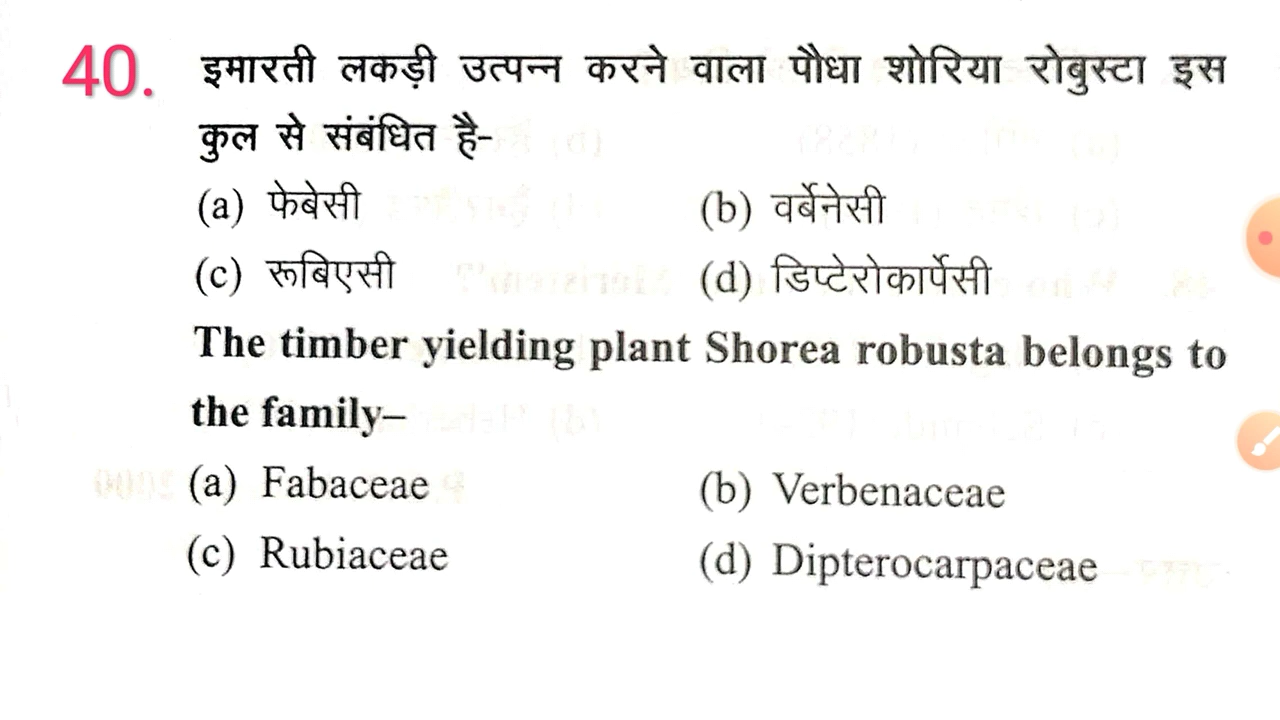 40. इमारती लकड़ी उत्पन्न करने वाला पौधा शोरिया रोबुस्टा इस
कुल से संबंधित है-
(a) फेबेसी (b) वर्बेनेसी
(c) रूबिएसी (d) डिप्टेरोकार्पेसी
The timber yielding plant Shorea robusta belongs to
the family–
(a) Fabaceae (b) Verbenaceae
(c) Rubiaceae (d) Dipterocarpaceae